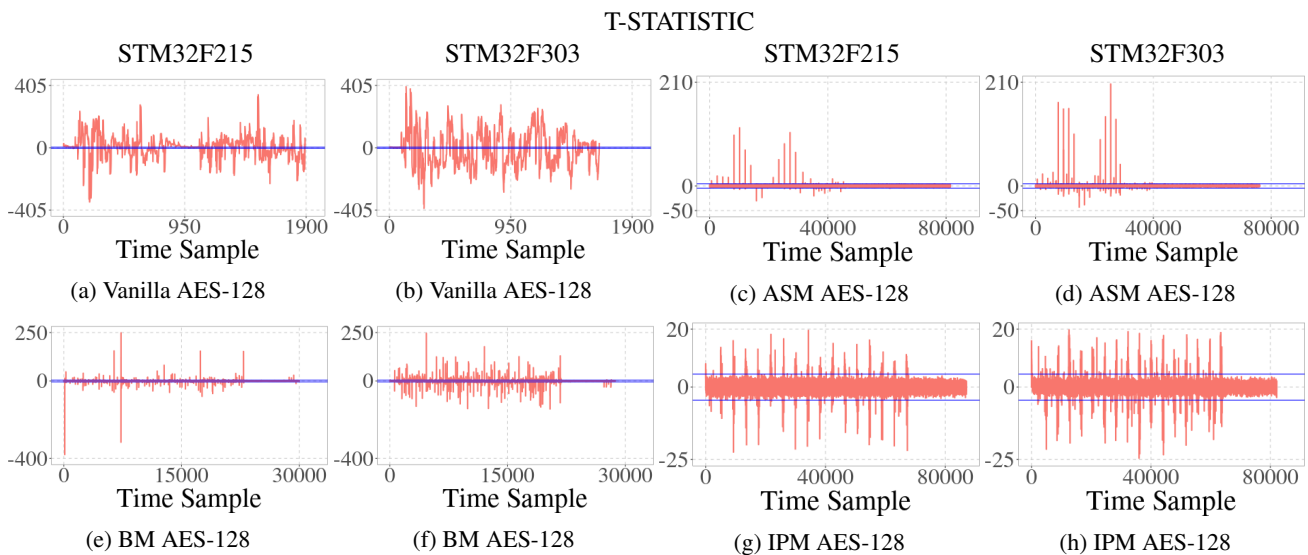 T-STATISTIC
STM32F215 STM32F303 STM32F215 STM32F303
405
0
-405
0 950 1900
Time Sample
(a) Vanilla AES-128
405
0
-405
0 950 1900
Time Sample
(b) Vanilla AES-128
210
0
-50
0 40000 80000
Time Sample
(c) ASM AES-128
210
0
-50
0 40000 80000
Time Sample
(d) ASM AES-128
250
0
-400
0 15000 30000
Time Sample
(e) BM AES-128
250
0
-400
0 15000 30000
Time Sample
(f) BM AES-128
20
0
-25
0 40000 80000
Time Sample
(g) IPM AES-128
20
0
-25
0 40000 80000
Time Sample
(h) IPM AES-128